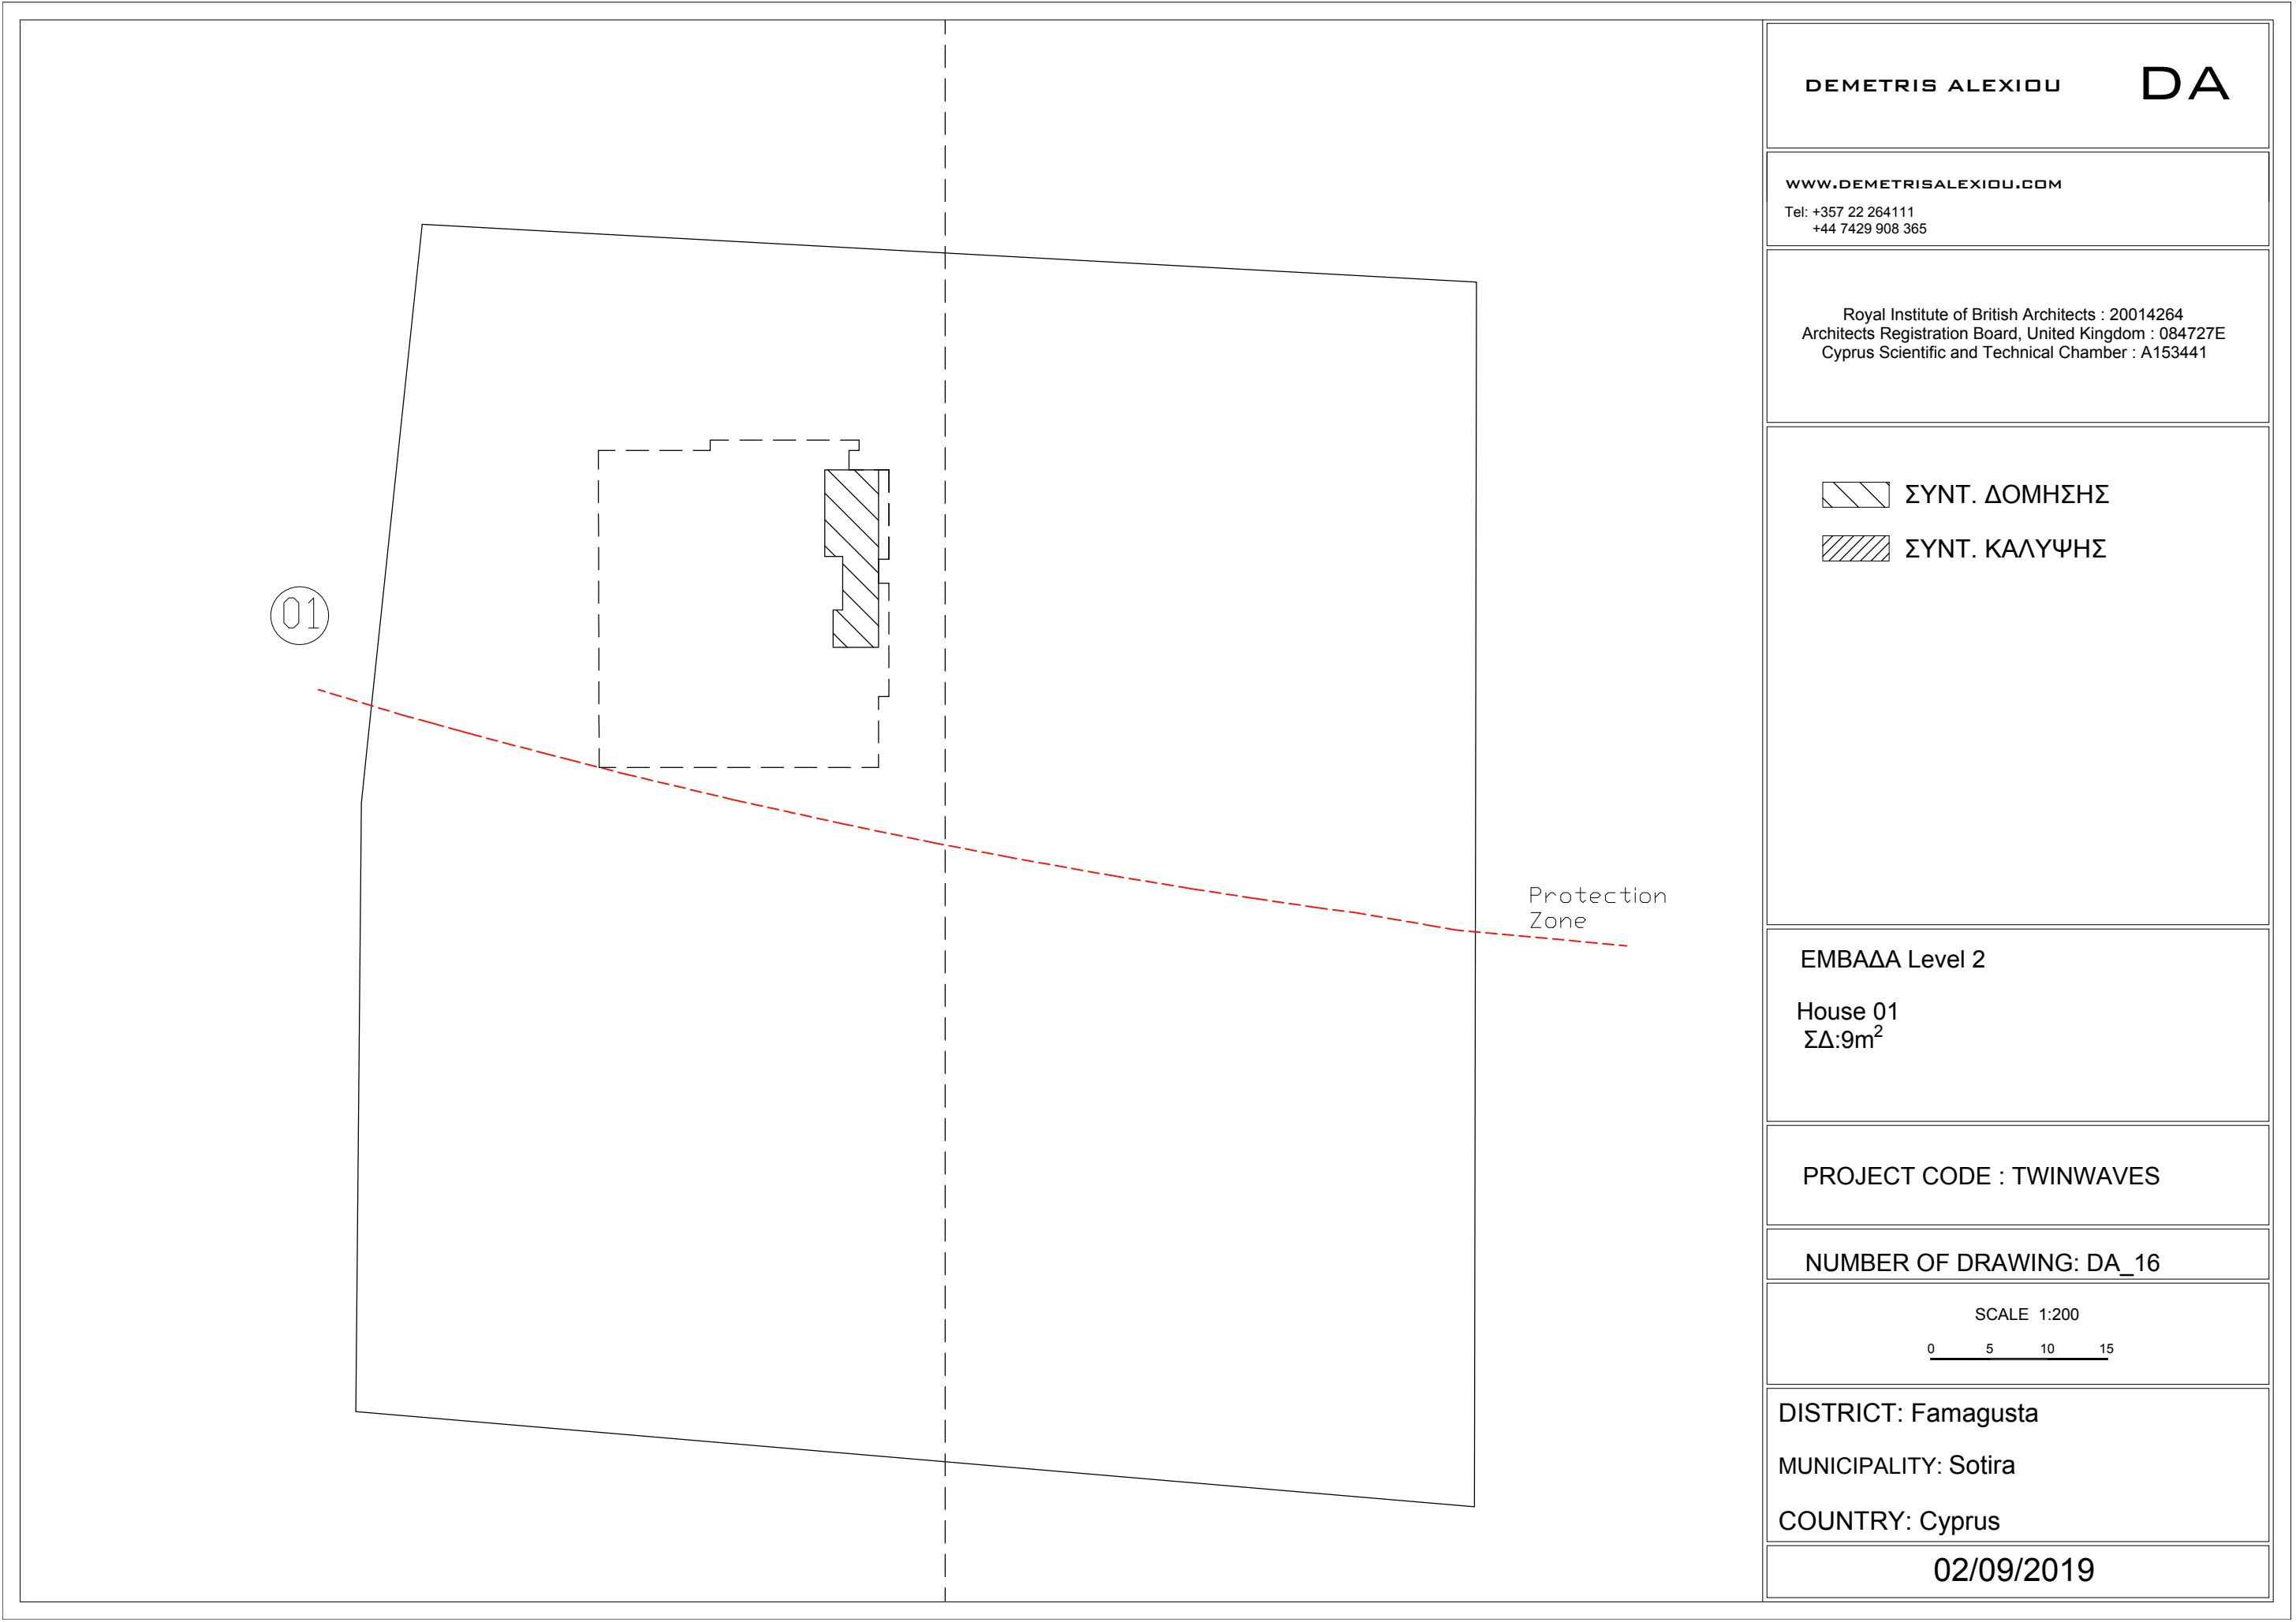 01
Protection
Zone
DEMETRIS ALEXIOU DA
WWW.DEMETRISALEXIOU.COM
Tel: +357 22 264111
+44 7429 908 365
Royal Institute of British Architects : 20014264
Architects Registration Board, United Kingdom : 084727E
Cyprus Scientific and Technical Chamber : A153441
ΣΥΝΤ. ΔΟΜΗΣΗΣ
ΣΥΝΤ. ΚΑΛΥΨΗΣ
ΕΜΒΑΔΑ Level 2
House 01
ΣΔ:9m²
PROJECT CODE : TWINWAVES
NUMBER OF DRAWING: DA_16
SCALE 1:200
0 5 10 15
DISTRICT: Famagusta
MUNICIPALITY: Sotira
COUNTRY: Cyprus
02/09/2019